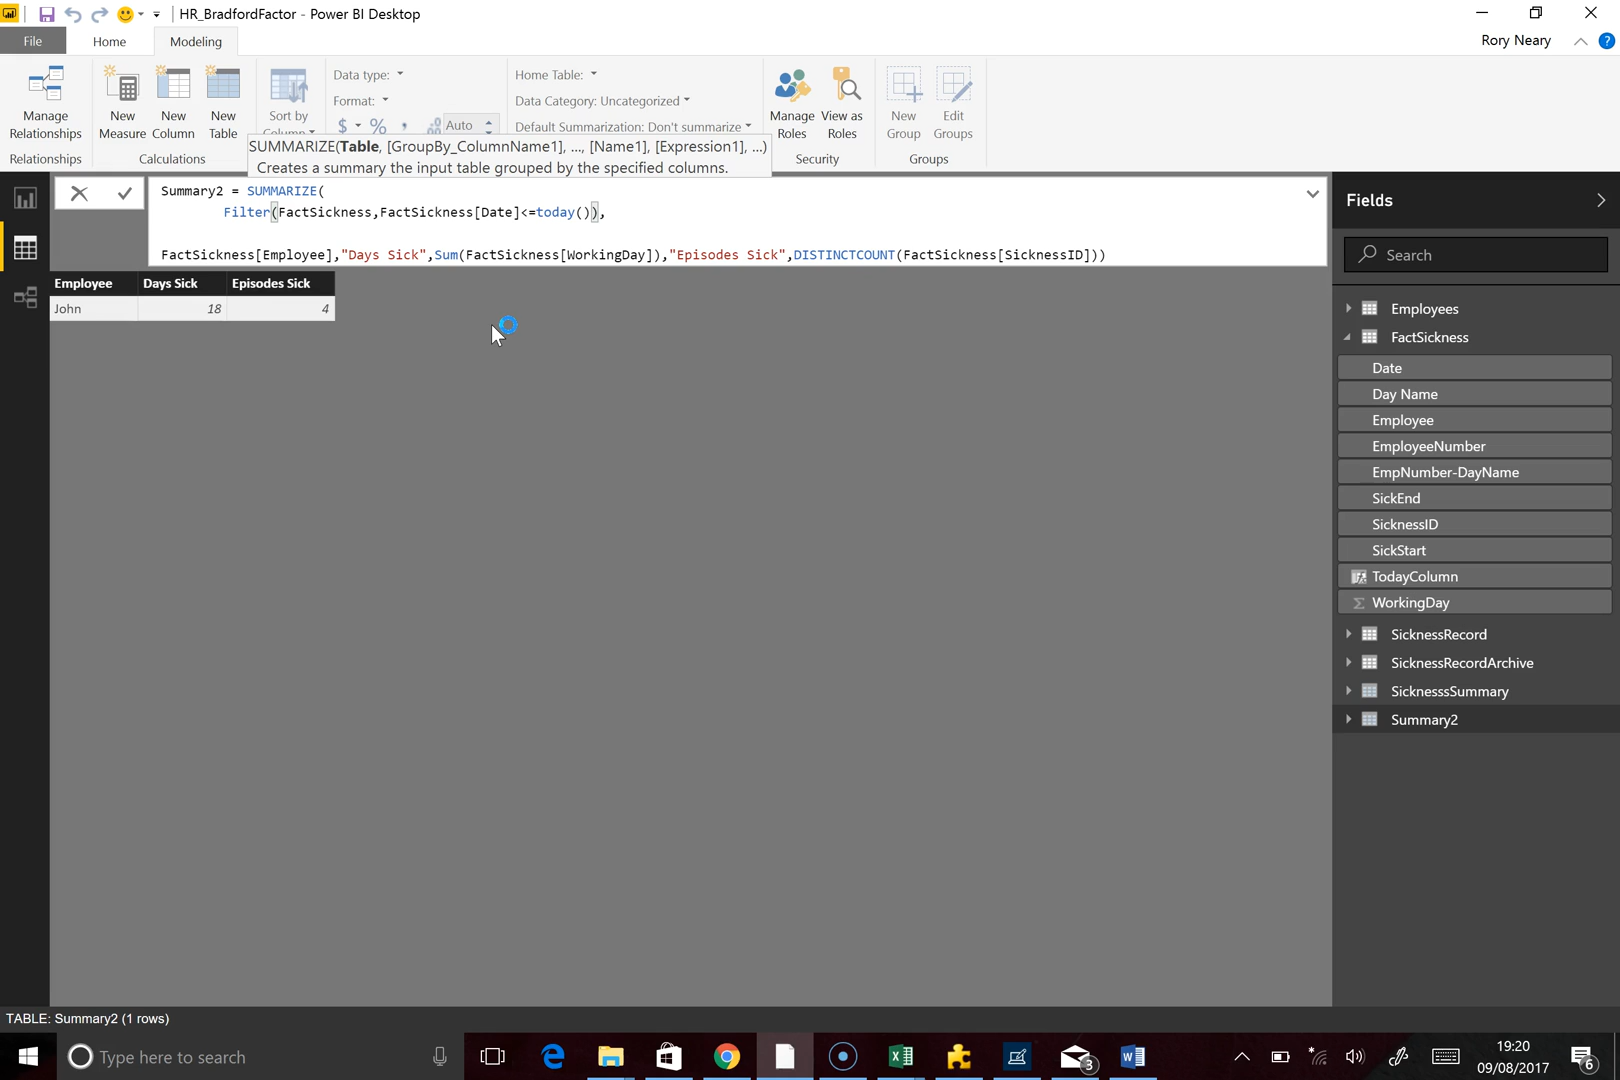 HR_BradfordFactor - Power BI Desktop
File
Home
Modeling
Rory Neary
?
Manage
Relationships
New
Measure
New
Column
New
Table
Sort by
Column
Data type:
Format:
$ % , Auto
Home Table:
Data Category: Uncategorized
Default Summarization: Don't summarize
Manage
Roles
View as
Roles
New
Group
Edit
Groups
Relationships
Calculations
Security
Groups
SUMMARIZE(Table, [GroupBy_ColumnName1], ..., [Name1], [Expression1], ...)
Creates a summary the input table grouped by the specified columns.
Summary2 = SUMMARIZE(
Filter(FactSickness,FactSickness[Date]<=today()),
FactSickness[Employee],"Days Sick",Sum(FactSickness[WorkingDay]),"Episodes Sick",DISTINCTCOUNT(FactSickness[SicknessID]))
Employee Days Sick Episodes Sick
John 18 4
Fields
Search
Employees
FactSickness
Date
Day Name
Employee
EmployeeNumber
EmpNumber-DayName
SickEnd
SicknessID
SickStart
TodayColumn
Σ WorkingDay
SicknessRecord
SicknessRecordArchive
SicknesssSummary
Summary2
TABLE: Summary2 (1 rows)
Type here to search
3
19:20
09/08/2017
6